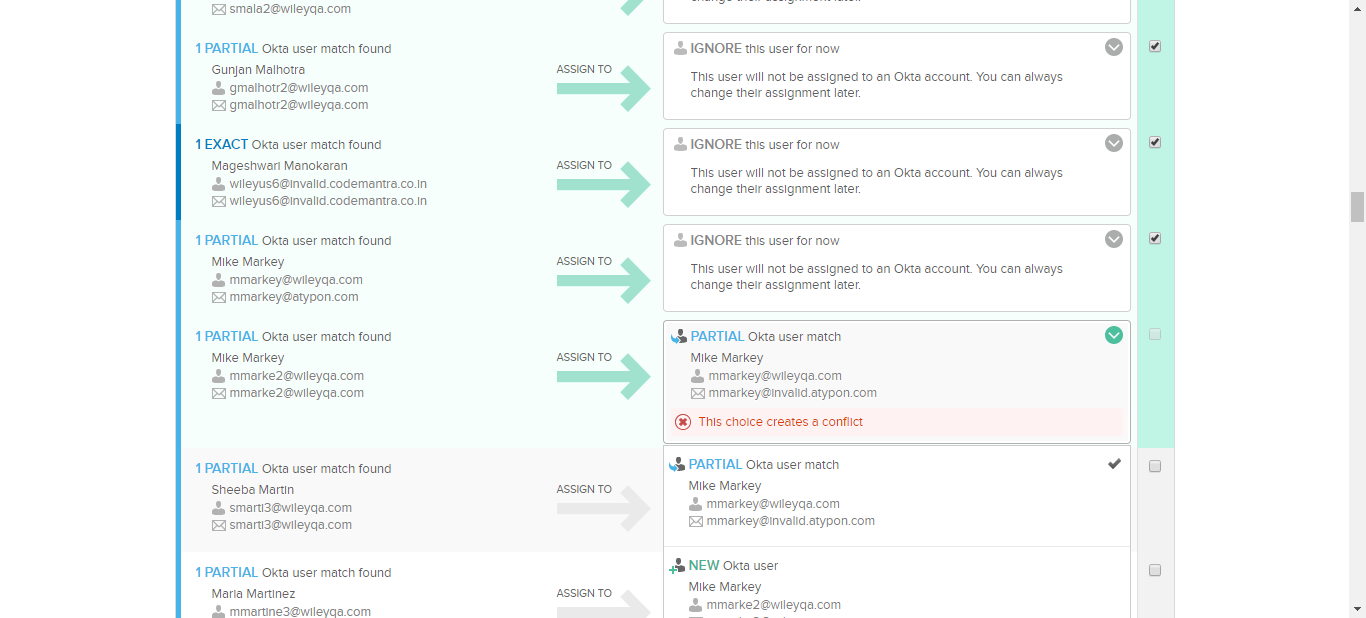 smala2@wileyqa.com
1 PARTIAL Okta user match found
Gunjan Malhotra
gmalhotr2@wileyqa.com
gmalhotr2@wileyqa.com
ASSIGN TO
IGNORE this user for now
This user will not be assigned to an Okta account. You can always
change their assignment later.
1 EXACT Okta user match found
Mageshwari Manokaran
wileyus6@invalid.codemantra.co.in
wileyus6@invalid.codemantra.co.in
ASSIGN TO
IGNORE this user for now
This user will not be assigned to an Okta account. You can always
change their assignment later.
1 PARTIAL Okta user match found
Mike Markey
mmarkey@wileyqa.com
mmarkey@atypon.com
ASSIGN TO
IGNORE this user for now
This user will not be assigned to an Okta account. You can always
change their assignment later.
1 PARTIAL Okta user match found
Mike Markey
mmarke2@wileyqa.com
mmarke2@wileyqa.com
ASSIGN TO
PARTIAL Okta user match
Mike Markey
mmarkey@wileyqa.com
mmarkey@invalid.atypon.com
This choice creates a conflict
1 PARTIAL Okta user match found
Sheeba Martin
smarti3@wileyqa.com
smarti3@wileyqa.com
ASSIGN TO
PARTIAL Okta user match
Mike Markey
mmarkey@wileyqa.com
mmarkey@invalid.atypon.com
1 PARTIAL Okta user match found
Maria Martinez
mmartine3@wileyqa.com
ASSIGN TO
NEW Okta user
Mike Markey
mmarke2@wileyqa.com